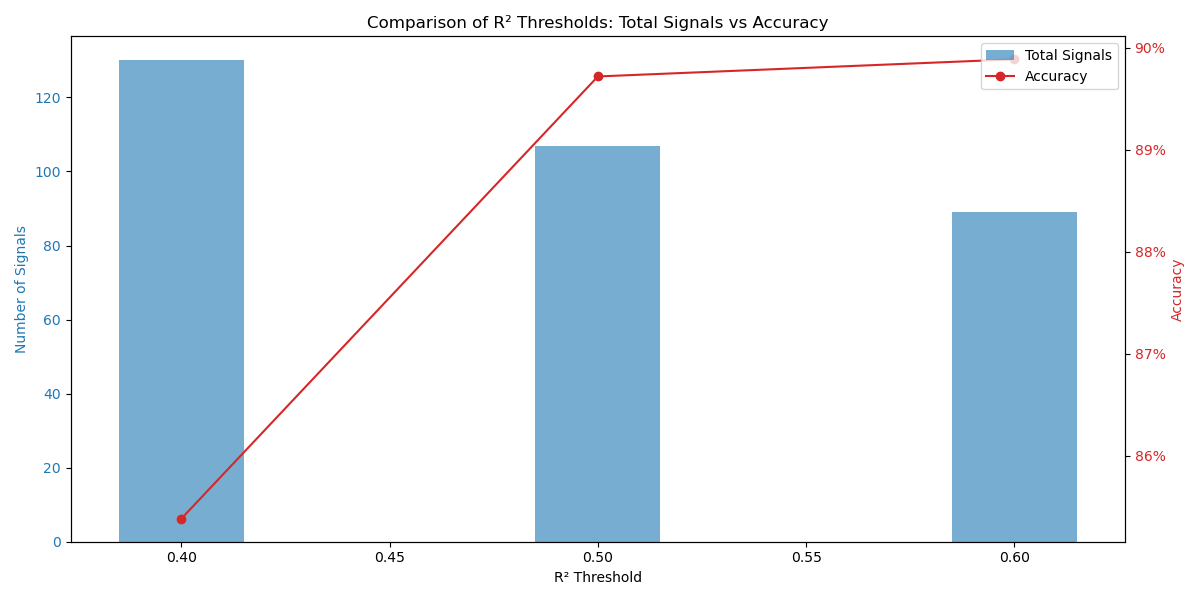 Comparison of R² Thresholds: Total Signals vs Accuracy
Total Signals
Accuracy
Number of Signals
120
100
80
60
40
20
0
90%
89%
88%
87%
86%
Accuracy
0.40 0.45 0.50 0.55 0.60
R² Threshold